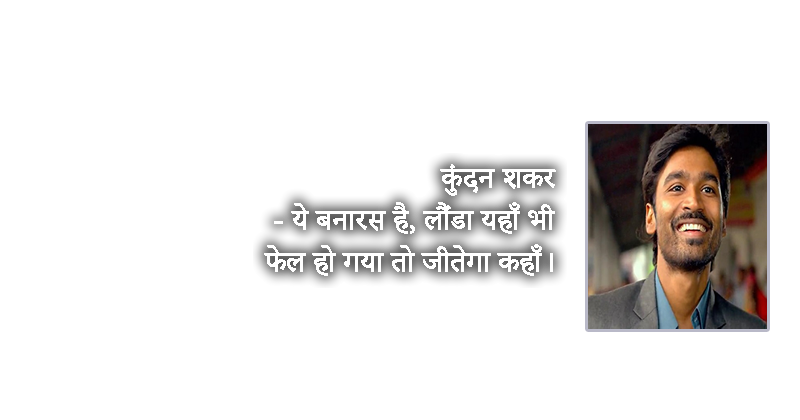 कुंदन शकर
- ये बनारस है, लौंडा यहाँ भी
फेल हो गया तो जीतेगा कहाँ।